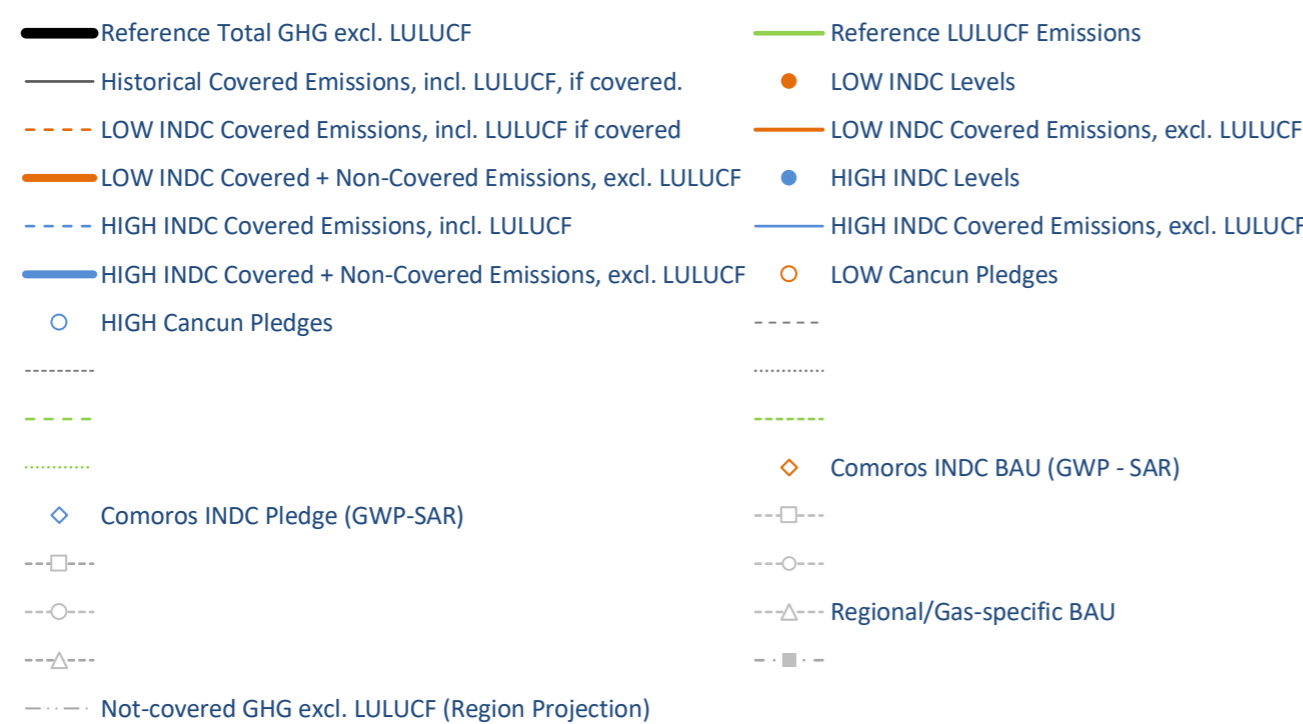 Reference Total GHG excl. LULUCF
Reference LULUCF Emissions
Historical Covered Emissions, incl. LULUCF, if covered.
LOW INDC Levels
LOW INDC Covered Emissions, incl. LULUCF if covered
LOW INDC Covered Emissions, excl. LULUCF
LOW INDC Covered + Non-Covered Emissions, excl. LULUCF
HIGH INDC Levels
HIGH INDC Covered Emissions, incl. LULUCF
HIGH INDC Covered Emissions, excl. LULUCF
HIGH INDC Covered + Non-Covered Emissions, excl. LULUCF
LOW Cancun Pledges
HIGH Cancun Pledges
Comoros INDC BAU (GWP - SAR)
Comoros INDC Pledge (GWP-SAR)
Regional/Gas-specific BAU
Not-covered GHG excl. LULUCF (Region Projection)